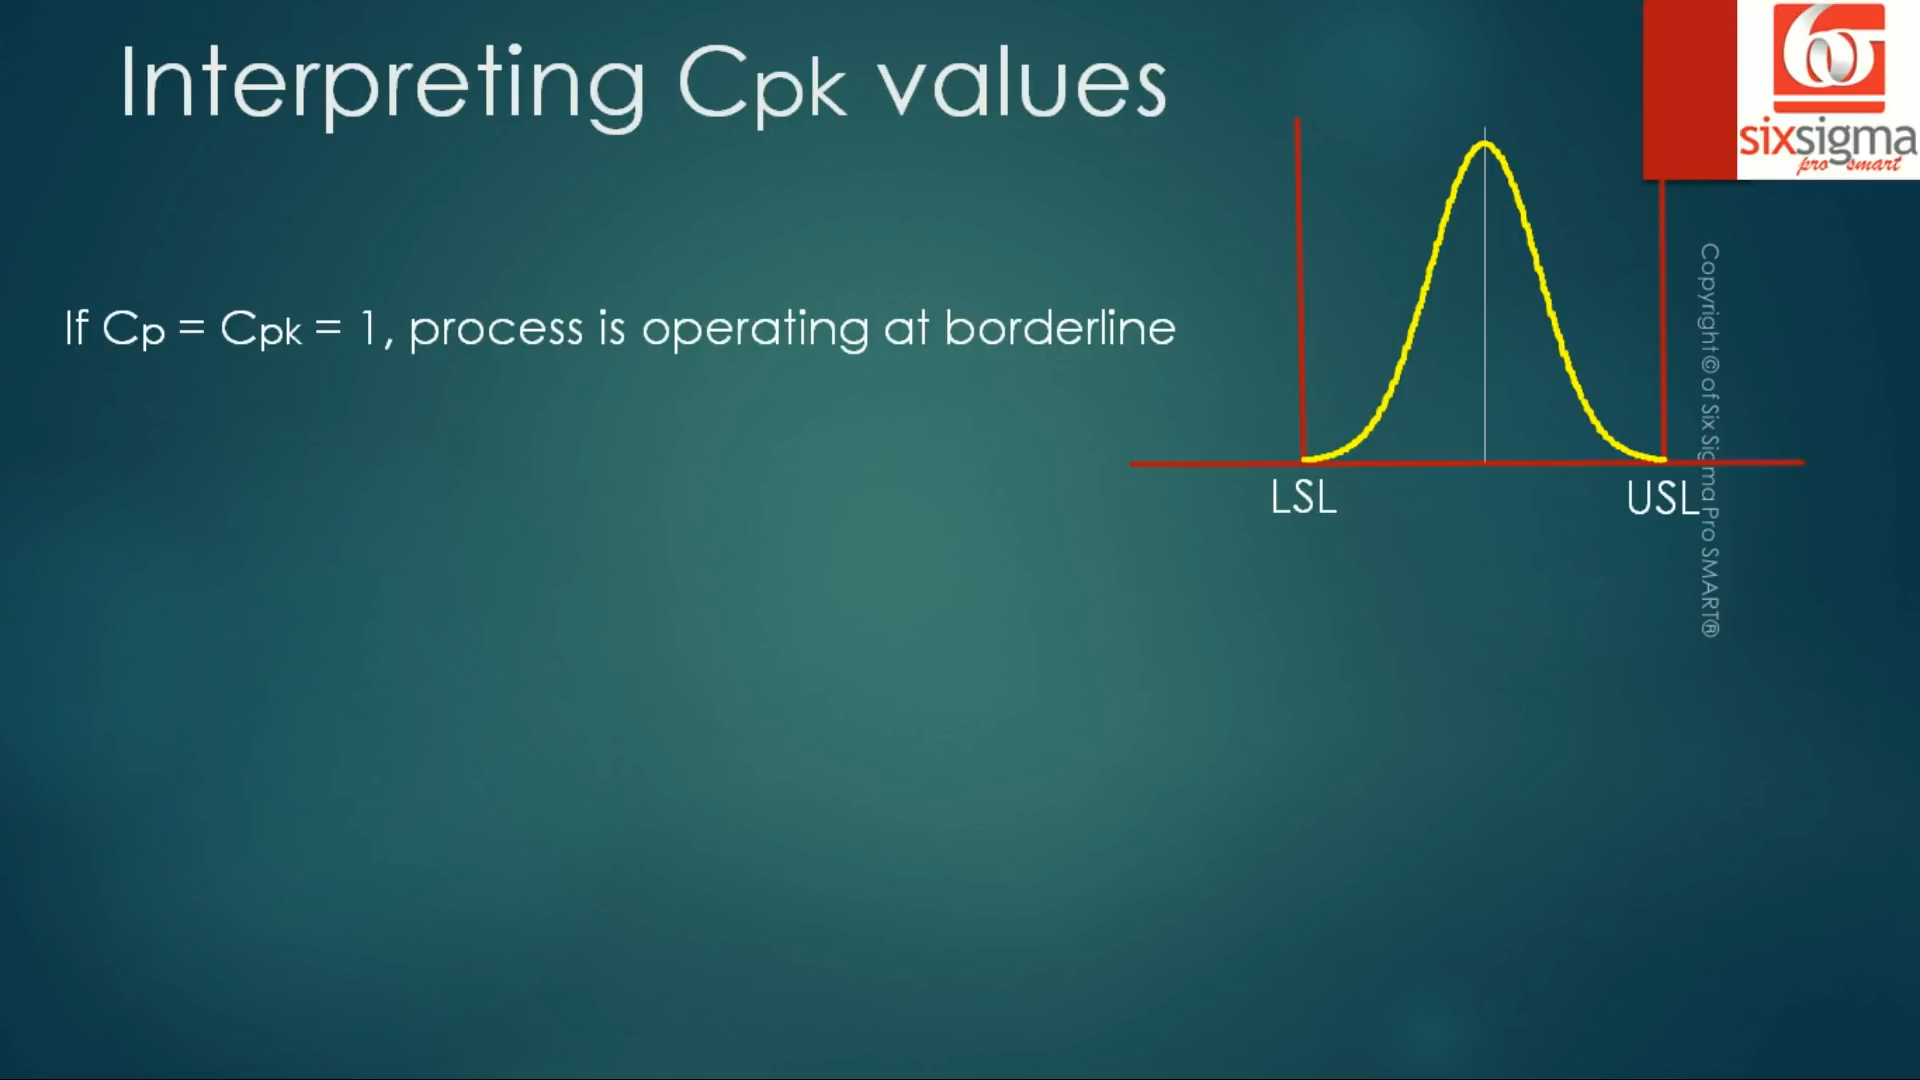 Interpreting Cpk values
sixsigma
pro smart
If Cp = Cpk = 1, process is operating at borderline
LSL
USL
Copyright© of Six Sigma Pro SMART®